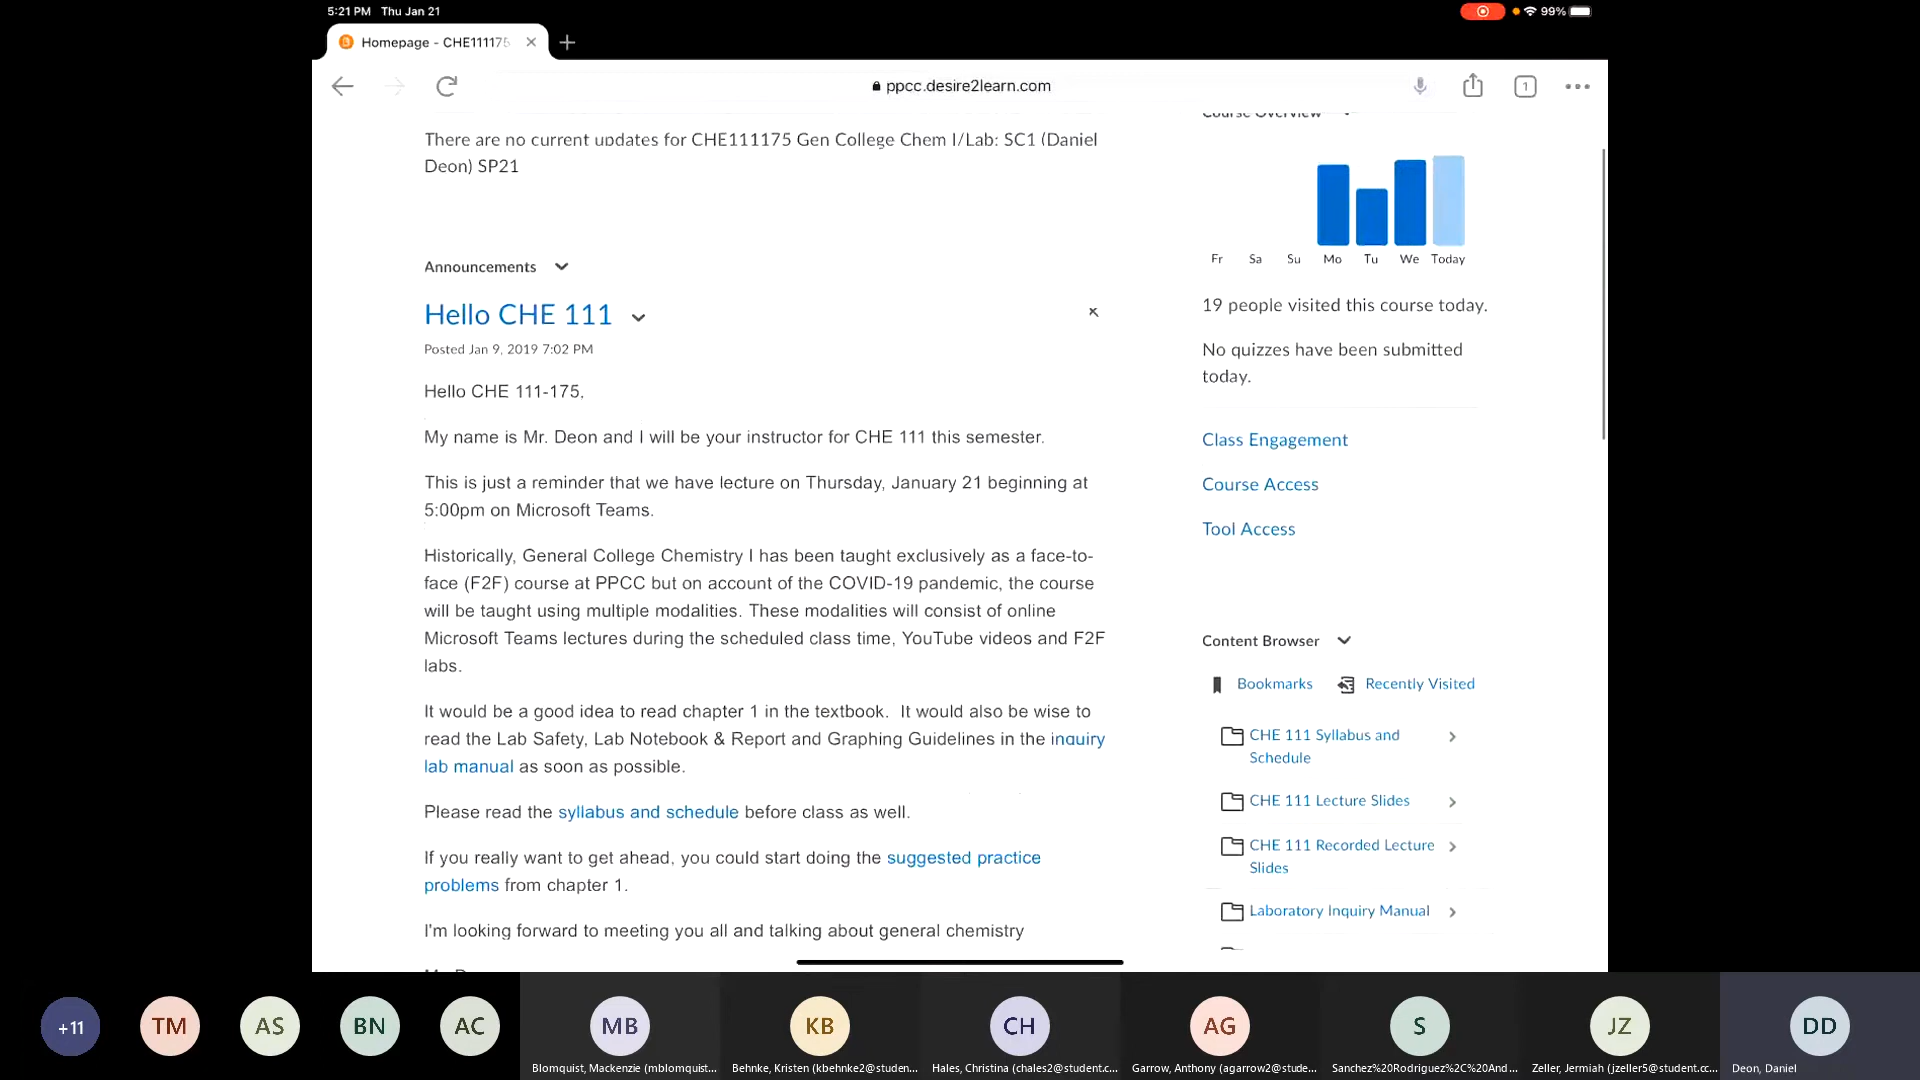 5:21 PM Thu Jan 21
99%
Homepage - CHE111175
ppcc.desire2learn.com
1
There are no current updates for CHE111175 Gen College Chem I/Lab: SC1 (Daniel
Deon) SP21
Announcements
Hello CHE 111
Posted Jan 9, 2019 7:02 PM
Hello CHE 111-175,
My name is Mr. Deon and I will be your instructor for CHE 111 this semester.
This is just a reminder that we have lecture on Thursday, January 21 beginning at
5:00pm on Microsoft Teams.
Historically, General College Chemistry I has been taught exclusively as a face-to-
face (F2F) course at PPCC but on account of the COVID-19 pandemic, the course
will be taught using multiple modalities. These modalities will consist of online
Microsoft Teams lectures during the scheduled class time, YouTube videos and F2F
labs.
It would be a good idea to read chapter 1 in the textbook. It would also be wise to
read the Lab Safety, Lab Notebook & Report and Graphing Guidelines in the inquiry
lab manual as soon as possible.
Please read the syllabus and schedule before class as well.
If you really want to get ahead, you could start doing the suggested practice
problems from chapter 1.
I'm looking forward to meeting you all and talking about general chemistry
Course Overview
Fr Sa Su Mo Tu We Today
19 people visited this course today.
No quizzes have been submitted
today.
Class Engagement
Course Access
Tool Access
Content Browser
Bookmarks Recently Visited
CHE 111 Syllabus and
Schedule
CHE 111 Lecture Slides
CHE 111 Recorded Lecture
Slides
Laboratory Inquiry Manual
+11 TM AS BN AC MB KB CH AG S JZ DD
Blomquist, Mackenzie (mblomquist... Behnke, Kristen (kbehnke2@studen... Hales, Christina (chales2@student.c... Garrow, Anthony (agarrow2@stude... Sanchez%20Rodriguez%2C%20And... Zeller, Jermiah (jzeller5@student.cc... Deon, Daniel